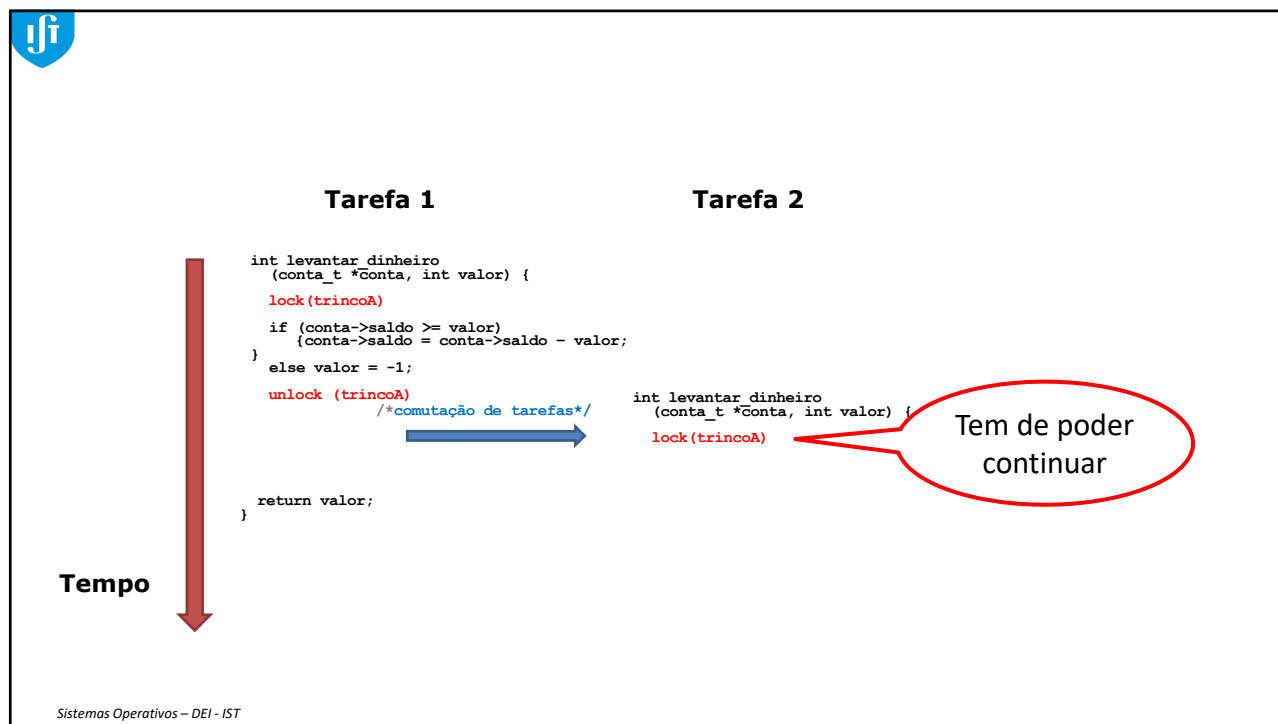 IST
Tarefa 1
Tarefa 2
int levantar_dinheiro
(conta_t *conta, int valor) {
lock(trincoA)
if (conta->saldo >= valor)
{conta->saldo = conta->saldo – valor;
}
else valor = -1;
unlock (trincoA)
/*comutação de tarefas*/
return valor;
}
int levantar_dinheiro
(conta_t *conta, int valor) {
lock(trincoA)
Tem de poder
continuar
Tempo
Sistemas Operativos – DEI - IST